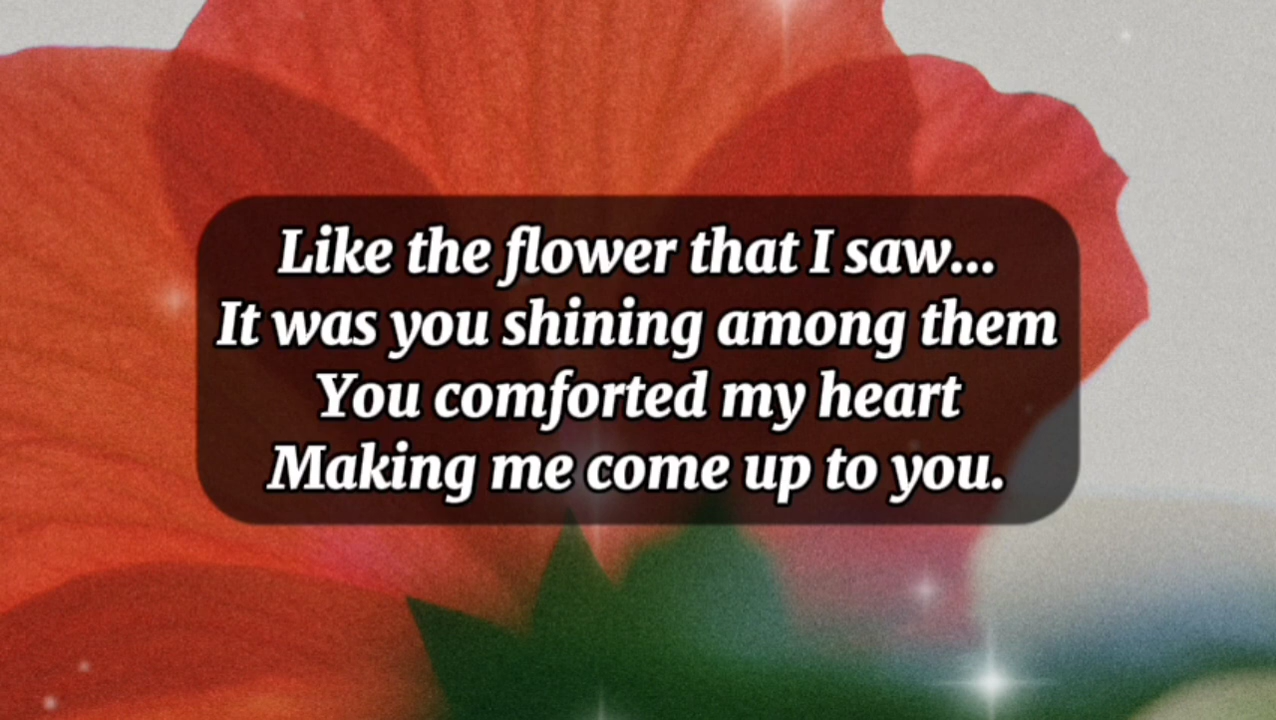 Like the flower that I saw...
It was you shining among them
You comforted my heart
Making me come up to you.